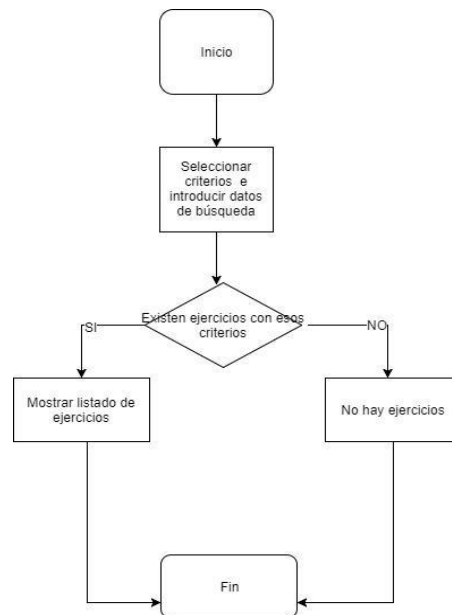 Inicio
Seleccionar
criterios e
introducir datos
de búsqueda
Existen ejercicios con esos
criterios
SI
NO
Mostrar listado de
ejercicios
No hay ejercicios
Fin